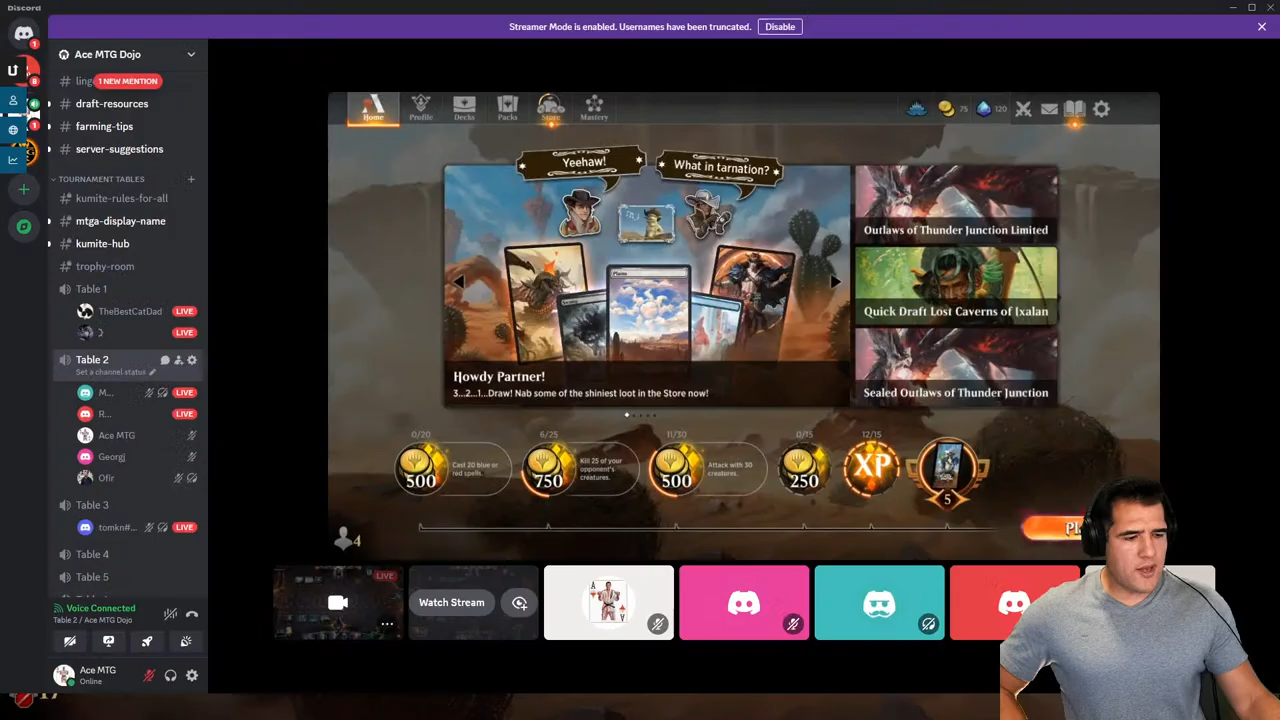 Discord
Streamer Mode is enabled. Usernames have been truncated.
Disable
Ace MTG Dojo
1 NEW MENTION
draft-resources
farming-tips
server-suggestions
TOURNAMENT TABLES
kumite-rules-for-all
mtga-display-name
kumite-hub
trophy-room
Table 1
TheBestCatDad LIVE
LIVE
Table 2
Set a channel status
M... LIVE
R... LIVE
Ace MTG
Georgj
Ofir
Table 3
tomkn#... LIVE
Table 4
Table 5
Voice Connected
Table 2 / Ace MTG Dojo
Ace MTG
Online
Home
Profile
Decks
Packs
Store
Mastery
75
120
Yeehaw!
What in tarnation?
Plains
Howdy Partner!
3...2...1...Draw! Nab some of the shiniest loot in the Store now!
Outlaws of Thunder Junction Limited
Quick Draft Lost Caverns of Ixalan
Sealed Outlaws of Thunder Junction
0/20
500
Cast 20 blue or
red spells.
6/25
750
Kill 25 of your
opponent's
creatures.
11/30
500
Attack with 30
creatures.
0/15
250
12/15
XP
5
4
LIVE
Watch Stream
A
A
17